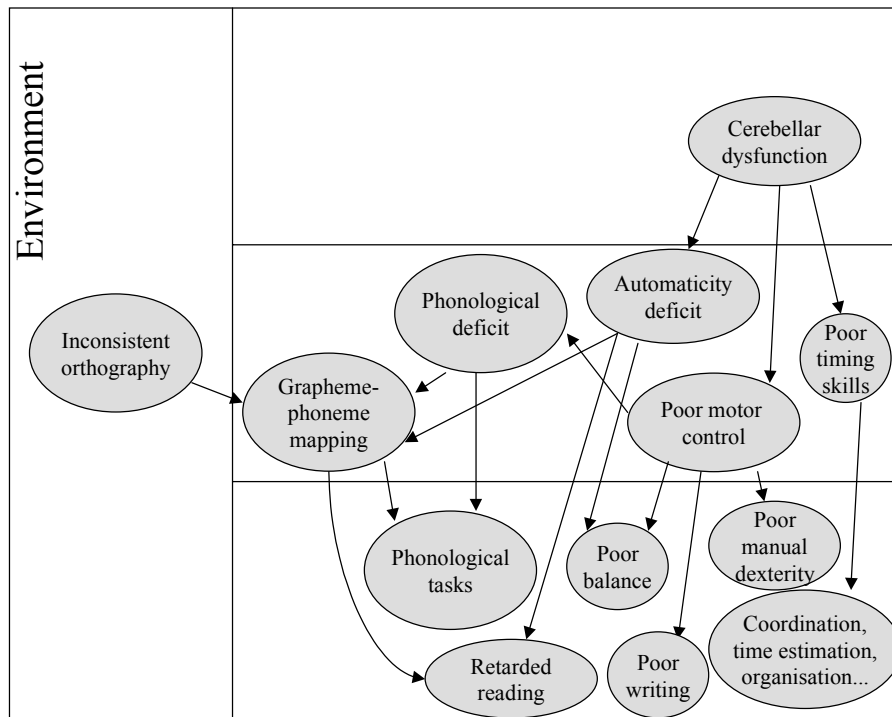 Environment
Cerebellar
dysfunction
Phonological
deficit
Automaticity
deficit
Inconsistent
orthography
Poor
timing
skills
Grapheme-
phoneme
mapping
Poor motor
control
Phonological
tasks
Poor
balance
Poor
manual
dexterity
Retarded
reading
Poor
writing
Coordination,
time estimation,
organisation...